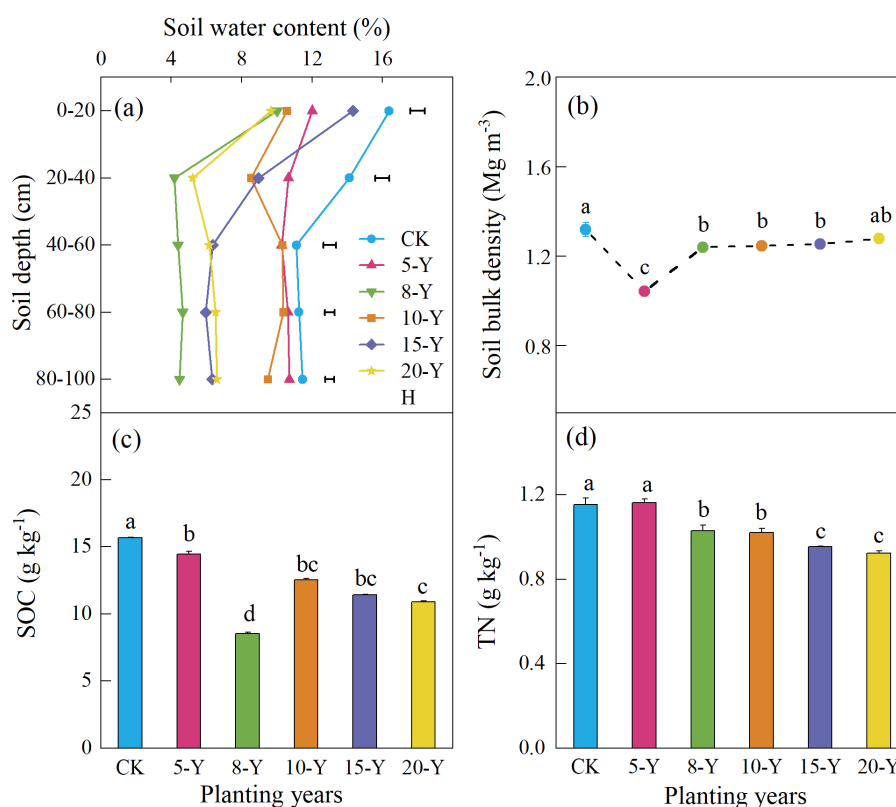 Soil water content (%)
0 4 8 12 16
(a)
Soil depth (cm)
0-20
20-40
40-60
60-80
80-100
CK
5-Y
8-Y
10-Y
15-Y
20-Y
H
(b)
Soil bulk density (Mg m⁻³)
2.0
1.6
1.2
0.8
a
c
b
b
b
ab
(c)
SOC (g kg⁻¹)
25
20
15
10
5
0
a
b
d
bc
bc
c
CK 5-Y 8-Y 10-Y 15-Y 20-Y
Planting years
(d)
TN (g kg⁻¹)
1.2
0.8
0.4
0.0
a
a
b
b
c
c
CK 5-Y 8-Y 10-Y 15-Y 20-Y
Planting years